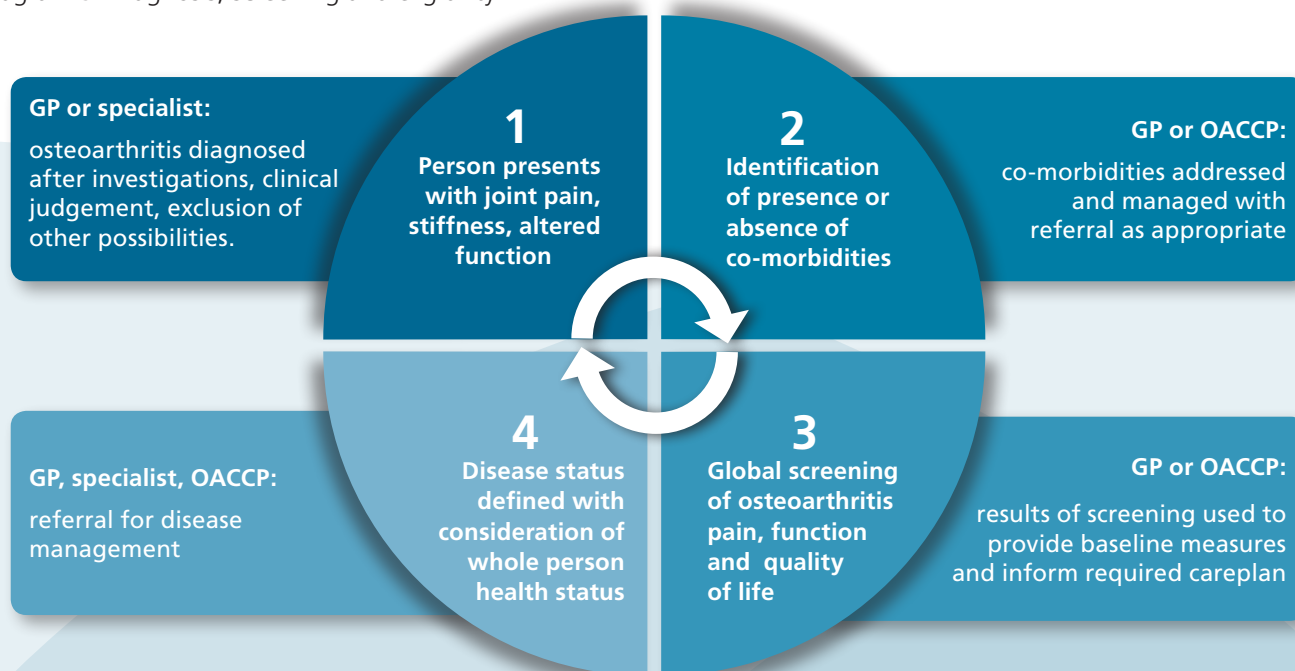 GP or specialist:
osteoarthritis diagnosed
after investigations, clinical
judgement, exclusion of
other possibilities.
1
Person presents
with joint pain,
stiffness, altered
function
2
Identification
of presence or
absence of
co-morbidities
GP or OACCP:
co-morbidities addressed
and managed with
referral as appropriate
GP, specialist, OACCP:
referral for disease
management
4
Disease status
defined with
consideration of
whole person
health status
3
Global screening
of osteoarthritis
pain, function
and quality
of life
GP or OACCP:
results of screening used to
provide baseline measures
and inform required careplan